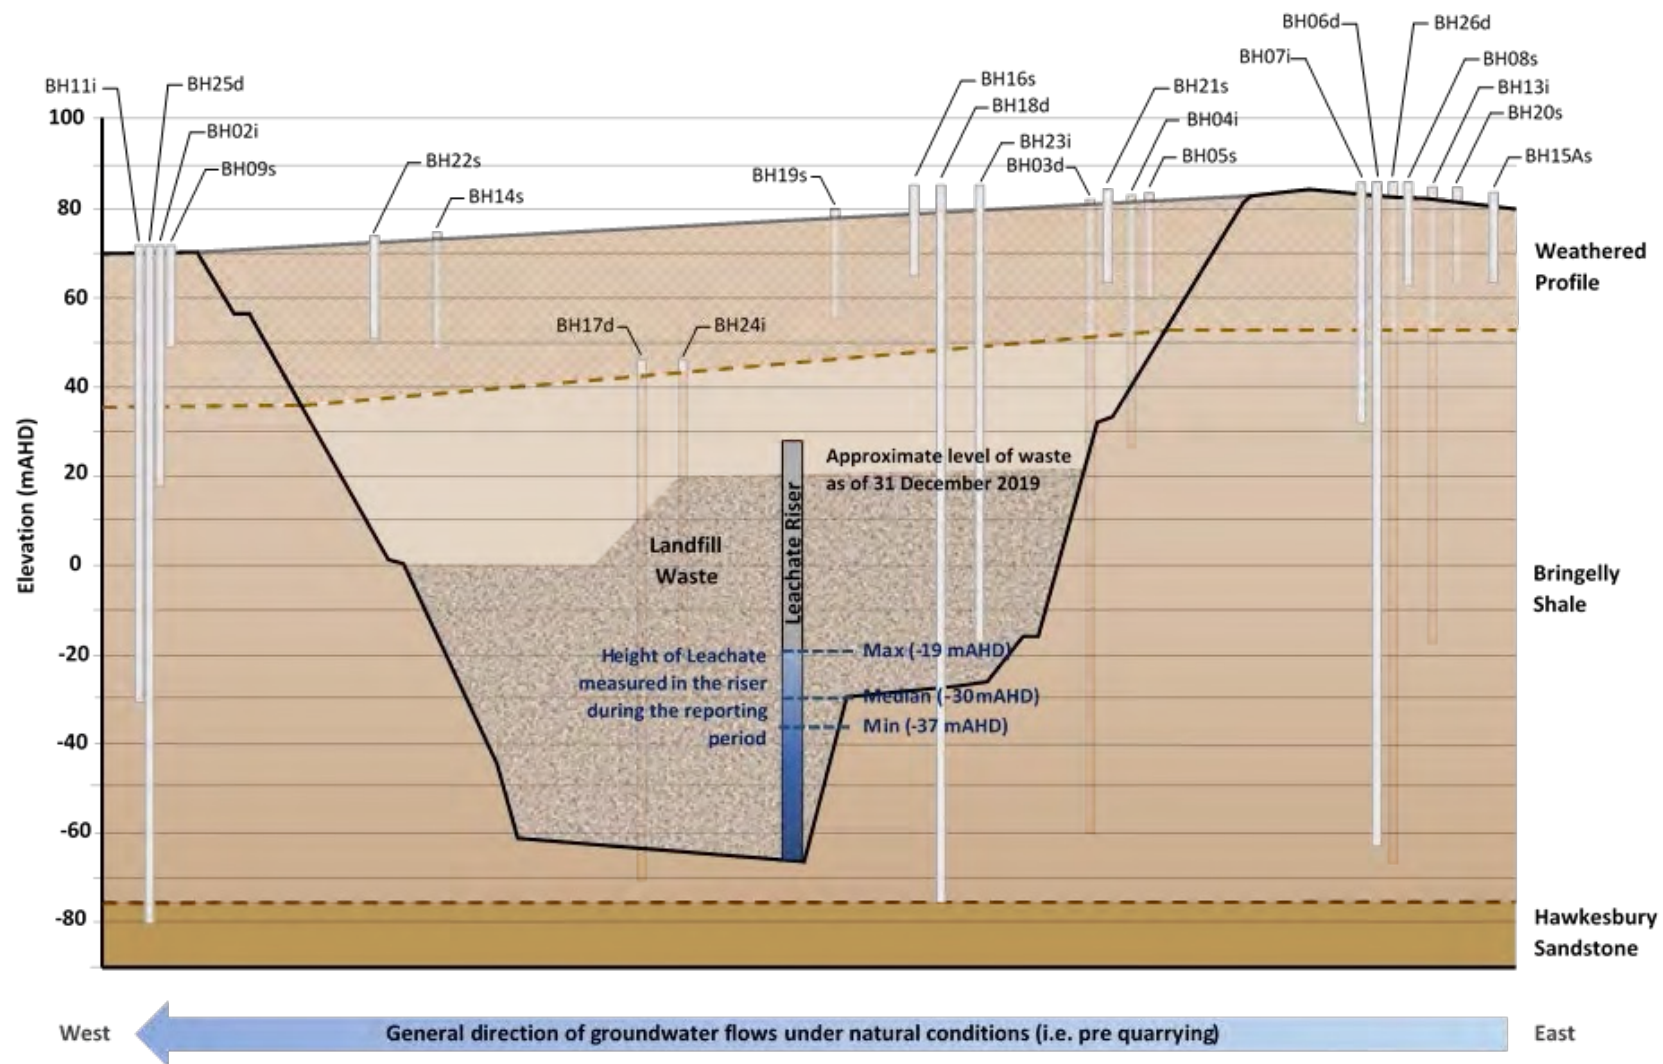 BH06d
BH26d
BH07i
BH08s
BH11i
BH25d
BH16s
BH21s
BH13i
BH18d
BH20s
100
BH02i
BH04i
BH23i
BH09s
BH22s
BH03d
BH05s
BH15As
BH19s
BH14s
80
Weathered
Profile
60
BH17d
BH24i
40
Elevation (mAHD)
Approximate level of waste
as of 31 December 2019
20
Leachate Riser
Landfill
Waste
0
Bringelly
Shale
-20
Height of Leachate
measured in the riser
during the reporting
period
Max (-19 mAHD)
Median (-30mAHD)
Min (-37 mAHD)
-40
-60
-80
Hawkesbury
Sandstone
West
General direction of groundwater flows under natural conditions (i.e. pre quarrying)
East